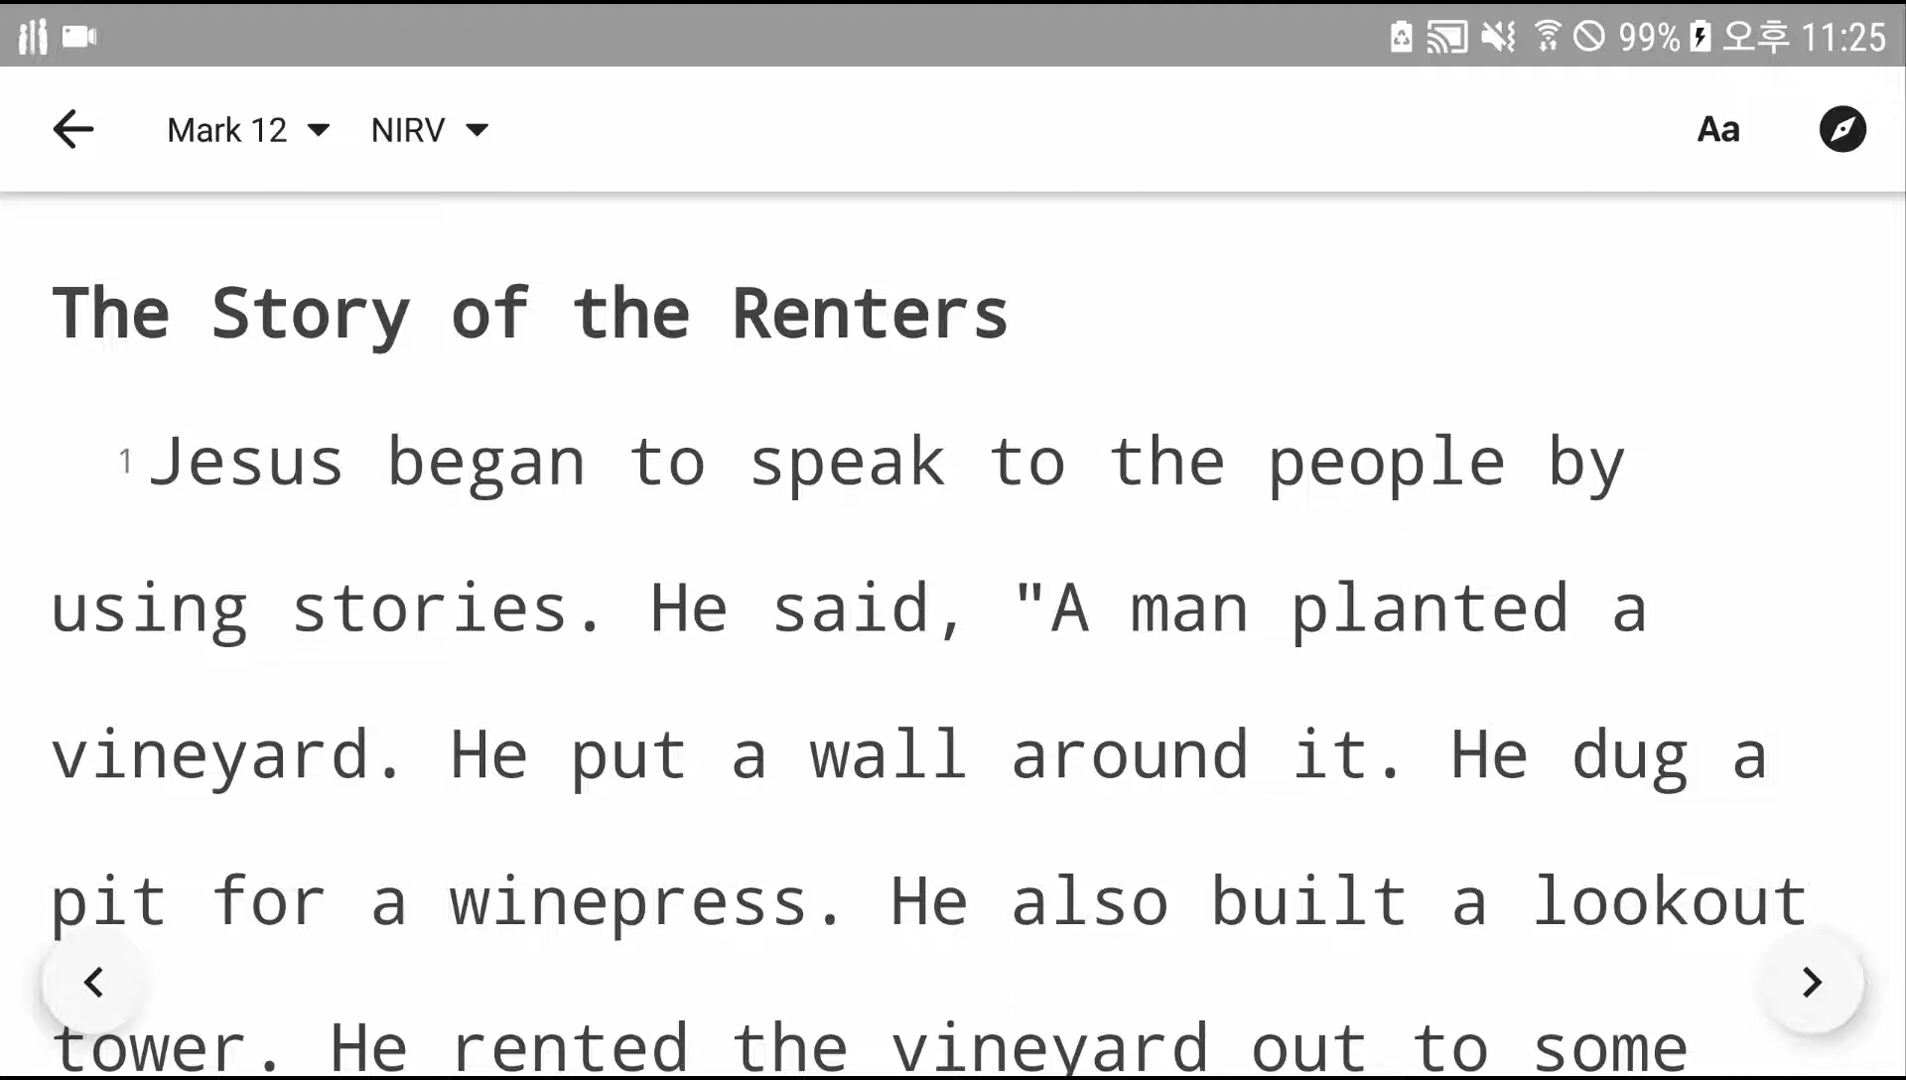 99% 오후 11:25
Mark 12 NIRV Aa
The Story of the Renters
1 Jesus began to speak to the people by
using stories. He said, "A man planted a
vineyard. He put a wall around it. He dug a
pit for a winepress. He also built a lookout
tower. He rented the vineyard out to some